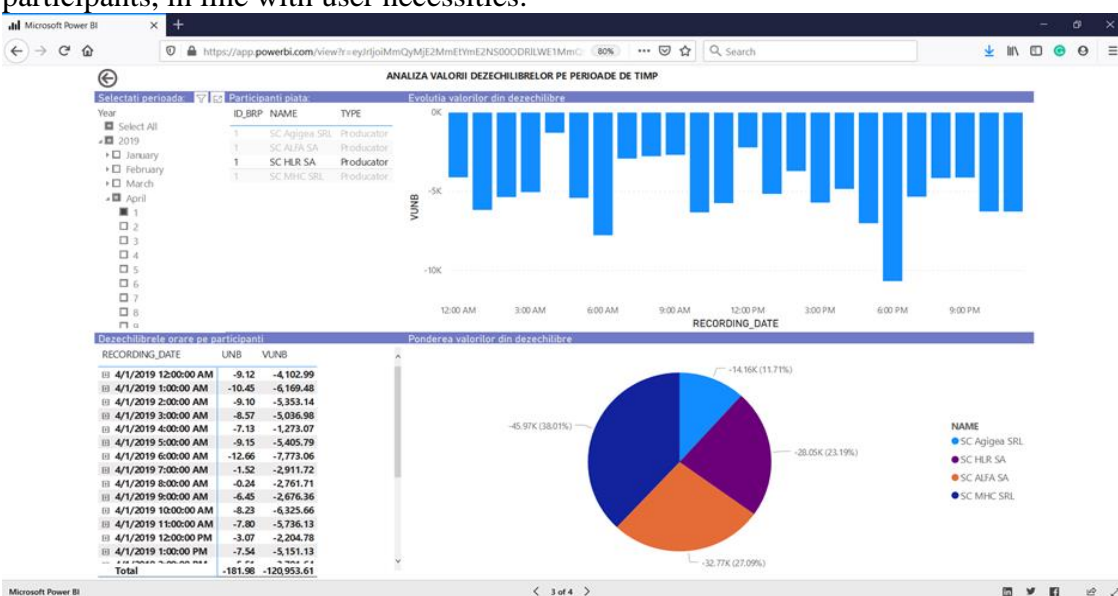 participants, in line with user necessities.
Microsoft Power BI
https://app.powerbi.com/view?r=
80%
Search
ANALIZA VALORII DEZECHILIBRELOR PE PERIOADE DE TIMP
Selectati perioada:
Year
Select All
2019
January
February
March
April
1
2
3
4
5
6
7
8
9
Participanti piata:
ID_BRP NAME TYPE
1 SC Agigea SRL Producator
1 SC ALFA SA Producator
1 SC HLR SA Producator
1 SC MHC SRL Producator
Evolutia valorilor din dezechilibre
0K
-5K
-10K
VUNB
12:00 AM 3:00 AM 6:00 AM 9:00 AM 12:00 PM 3:00 PM 6:00 PM 9:00 PM
RECORDING_DATE
Dezechilibrele orare pe participanti
RECORDING_DATE UNB VUNB
4/1/2019 12:00:00 AM -9.12 -4,102.99
4/1/2019 1:00:00 AM -10.45 -6,169.48
4/1/2019 2:00:00 AM -9.10 -5,353.14
4/1/2019 3:00:00 AM -8.57 -5,036.98
4/1/2019 4:00:00 AM -7.13 -1,273.07
4/1/2019 5:00:00 AM -9.15 -5,405.79
4/1/2019 6:00:00 AM -12.66 -7,773.06
4/1/2019 7:00:00 AM -1.52 -2,911.72
4/1/2019 8:00:00 AM -0.24 -2,761.71
4/1/2019 9:00:00 AM -6.45 -2,676.36
4/1/2019 10:00:00 AM -8.23 -6,325.66
4/1/2019 11:00:00 AM -7.80 -5,736.13
4/1/2019 12:00:00 PM -3.07 -2,204.78
4/1/2019 1:00:00 PM -7.54 -5,151.13
Total -181.98 -120,953.61
Ponderea valorilor din dezechilibre
-14.16K (11.71%)
-45.97K (38.01%)
-28.05K (23.19%)
-32.77K (27.09%)
NAME
SC Agigea SRL
SC HLR SA
SC ALFA SA
SC MHC SRL
Microsoft Power BI
3 of 4